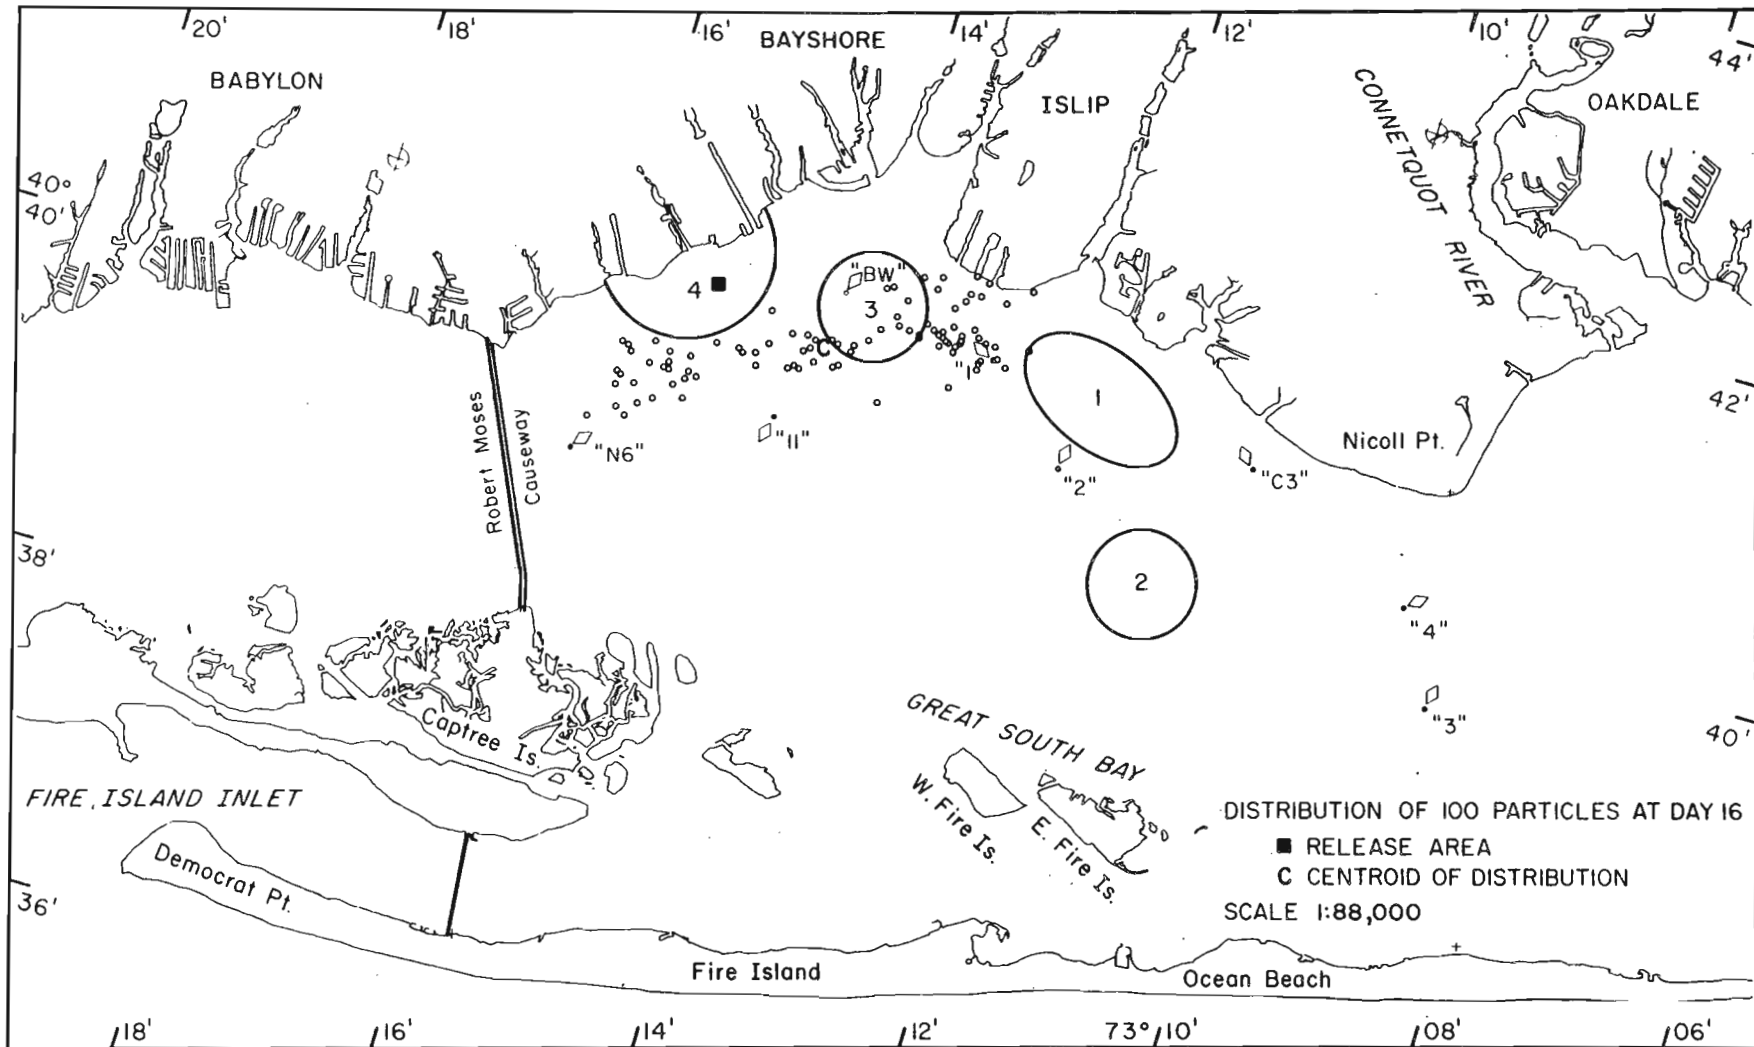 20' 18' 16' 14' 12' 10'
44'
BAYSHORE
BABYLON
ISLIP
OAKDALE
CONNETQUOT RIVER
40°
40'
"BW"
4
3
"1"
1
42'
Robert Moses
Causeway
"N6"
"11"
"2"
"C3"
Nicoll Pt.
38'
2
"4"
"3"
40'
Captree Is.
GREAT SOUTH BAY
W. Fire Is.
E. Fire Is.
FIRE ISLAND INLET
Democrat Pt.
36'
C
DISTRIBUTION OF 100 PARTICLES AT DAY 16
RELEASE AREA
C CENTROID OF DISTRIBUTION
SCALE 1:88,000
Fire Island
Ocean Beach
18' 16' 14' 12' 73° 10' 08' 06'